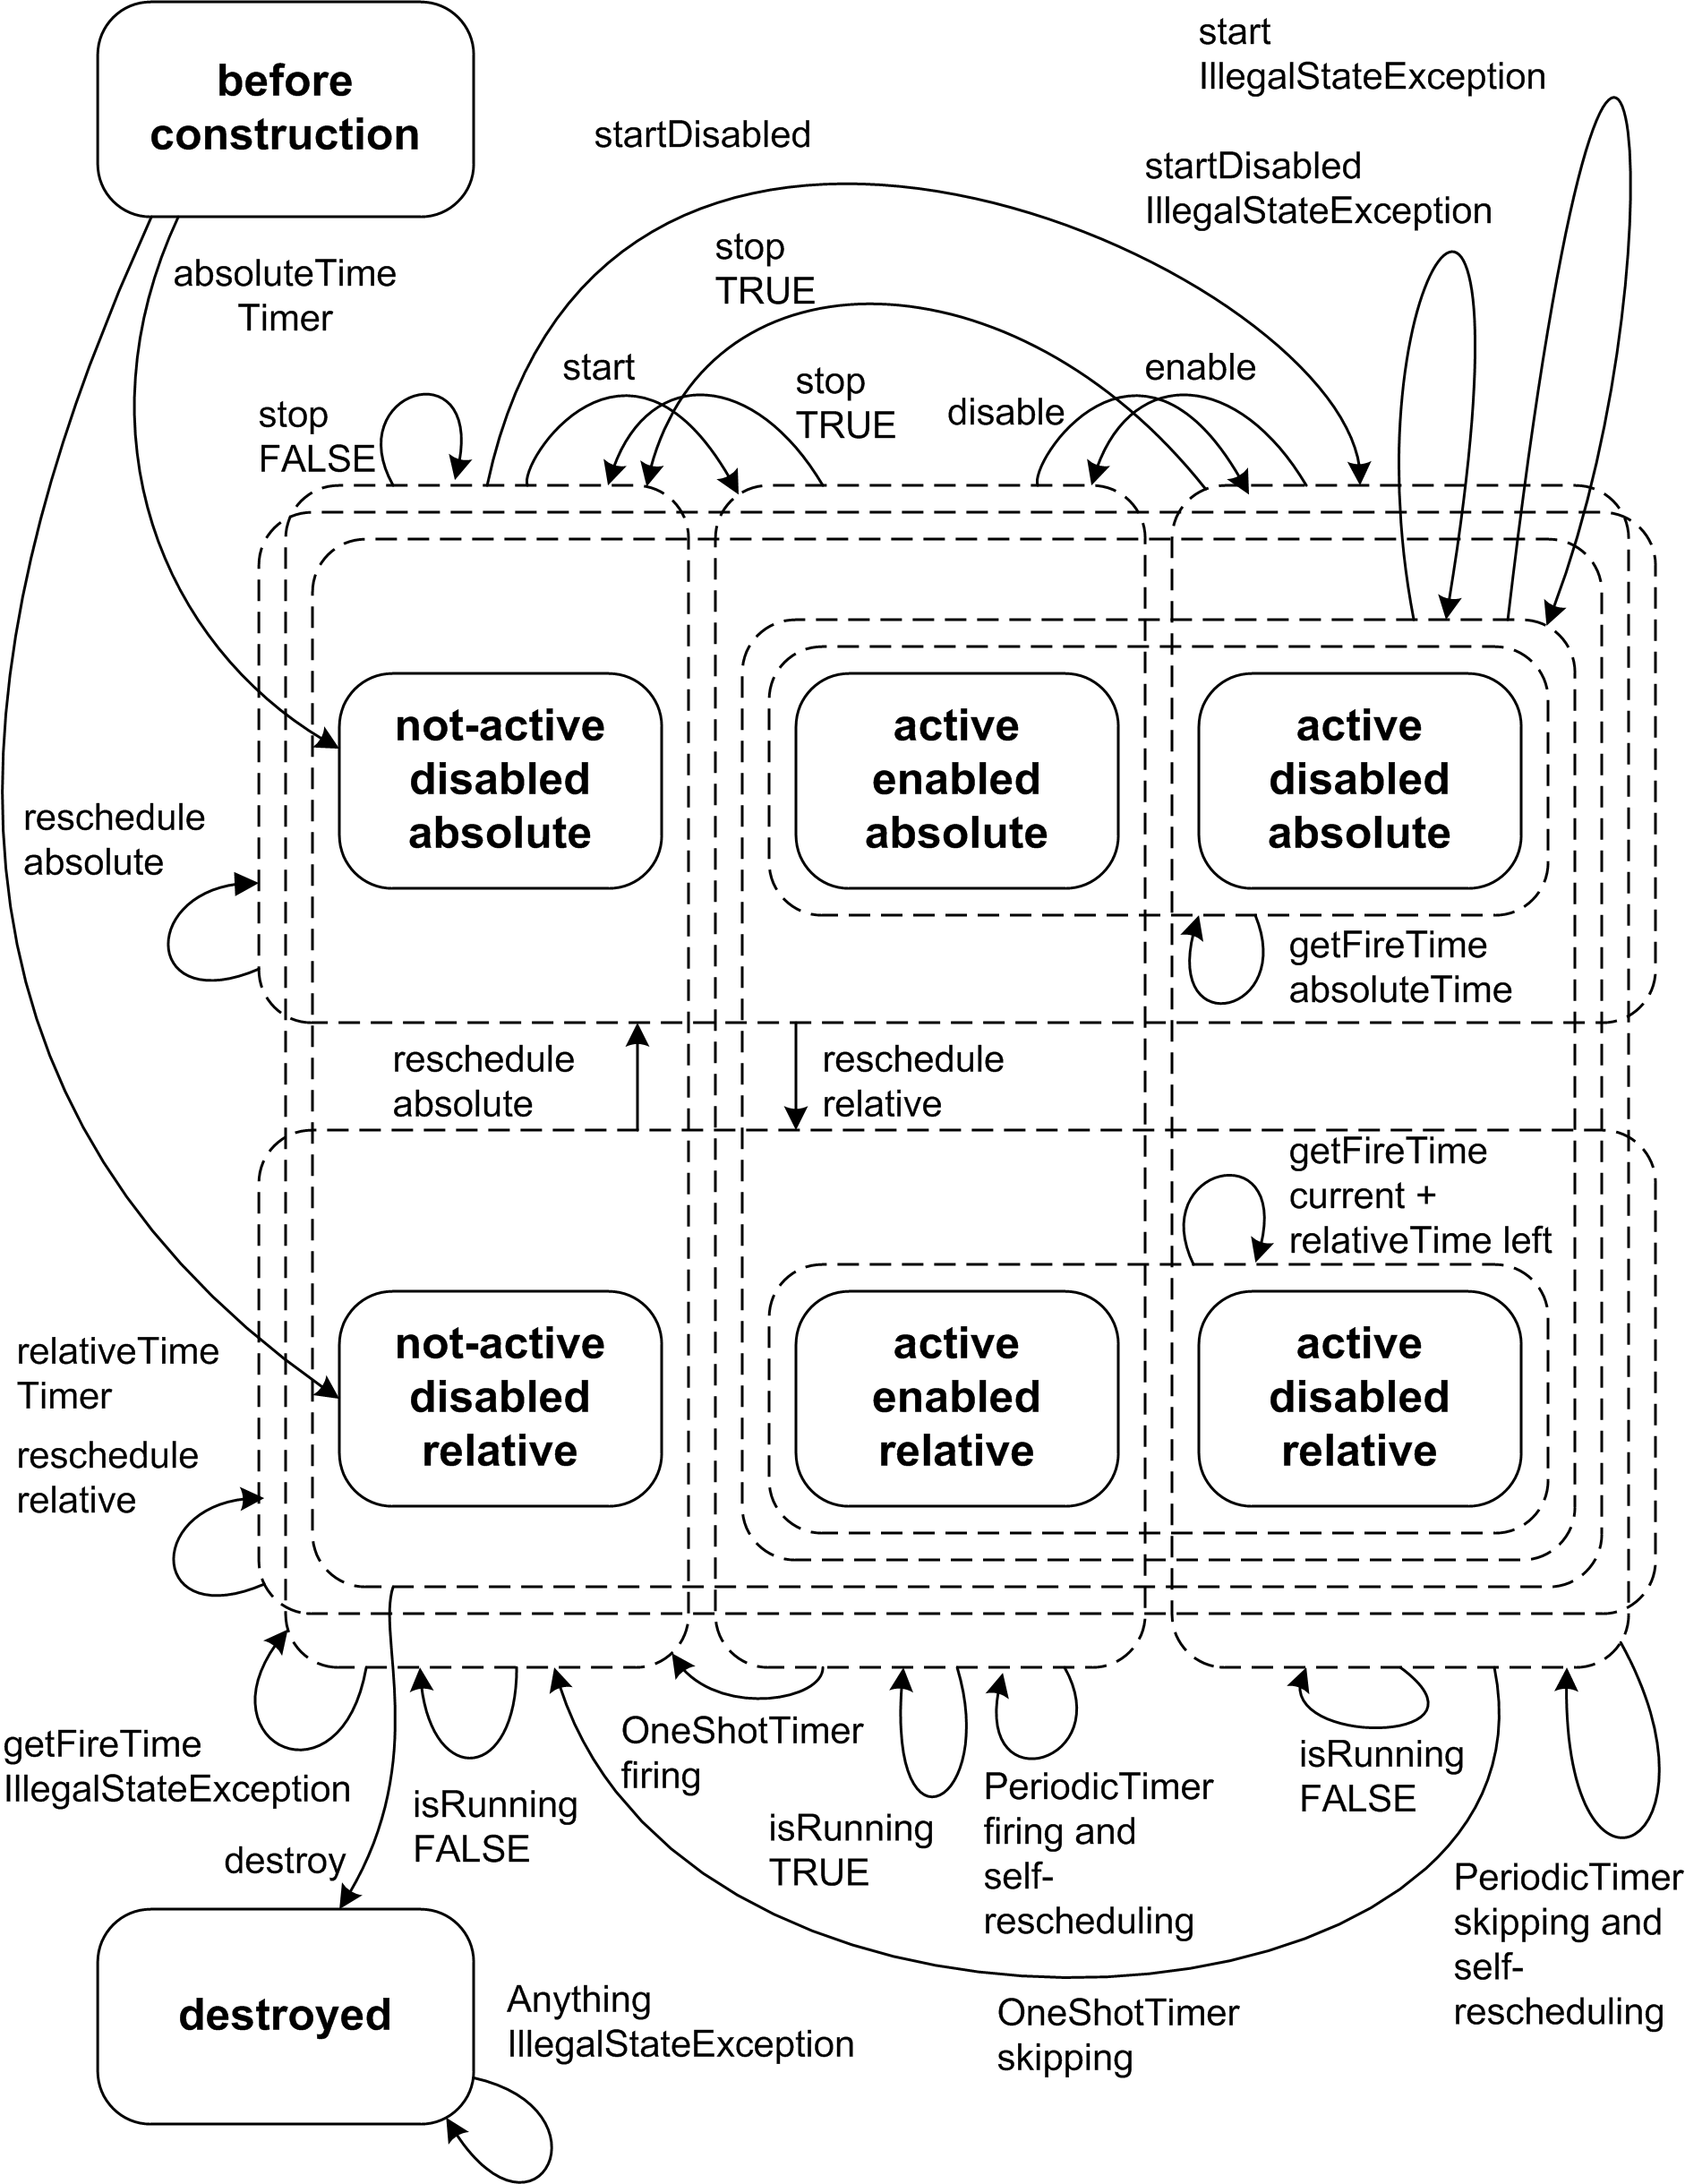 before
construction
start
IllegalStateException
startDisabled
startDisabled
IllegalStateException
absoluteTime
Timer
stop
TRUE
start
stop
TRUE
enable
disable
stop
FALSE
not-active
disabled
absolute
active
enabled
absolute
active
disabled
absolute
reschedule
absolute
getFireTime
absoluteTime
reschedule
absolute
reschedule
relative
getFireTime
current +
relativeTime left
not-active
disabled
relative
active
enabled
relative
active
disabled
relative
relativeTime
Timer
reschedule
relative
getFireTime
IllegalStateException
isRunning
FALSE
OneShotTimer
firing
isRunning
TRUE
PeriodicTimer
firing and
self-
rescheduling
isRunning
FALSE
PeriodicTimer
skipping and
self-
rescheduling
destroy
destroyed
Anything
IllegalStateException
OneShotTimer
skipping